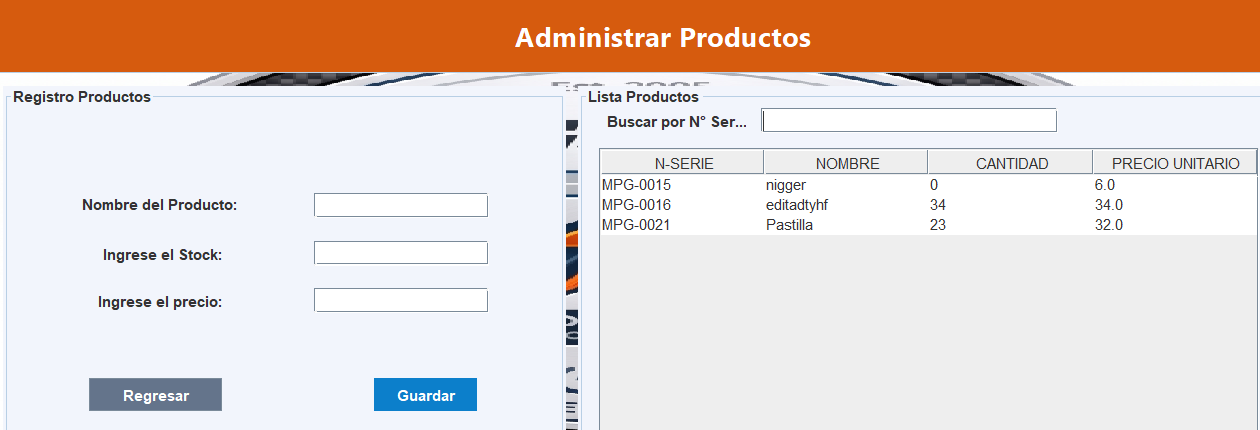 Administrar Productos
Registro Productos
Nombre del Producto:
Ingrese el Stock:
Ingrese el precio:
Regresar
Guardar
Lista Productos
Buscar por N° Ser...
N-SERIE NOMBRE CANTIDAD PRECIO UNITARIO
MPG-0015 nigger 0 6.0
MPG-0016 editadtyhf 34 34.0
MPG-0021 Pastilla 23 32.0